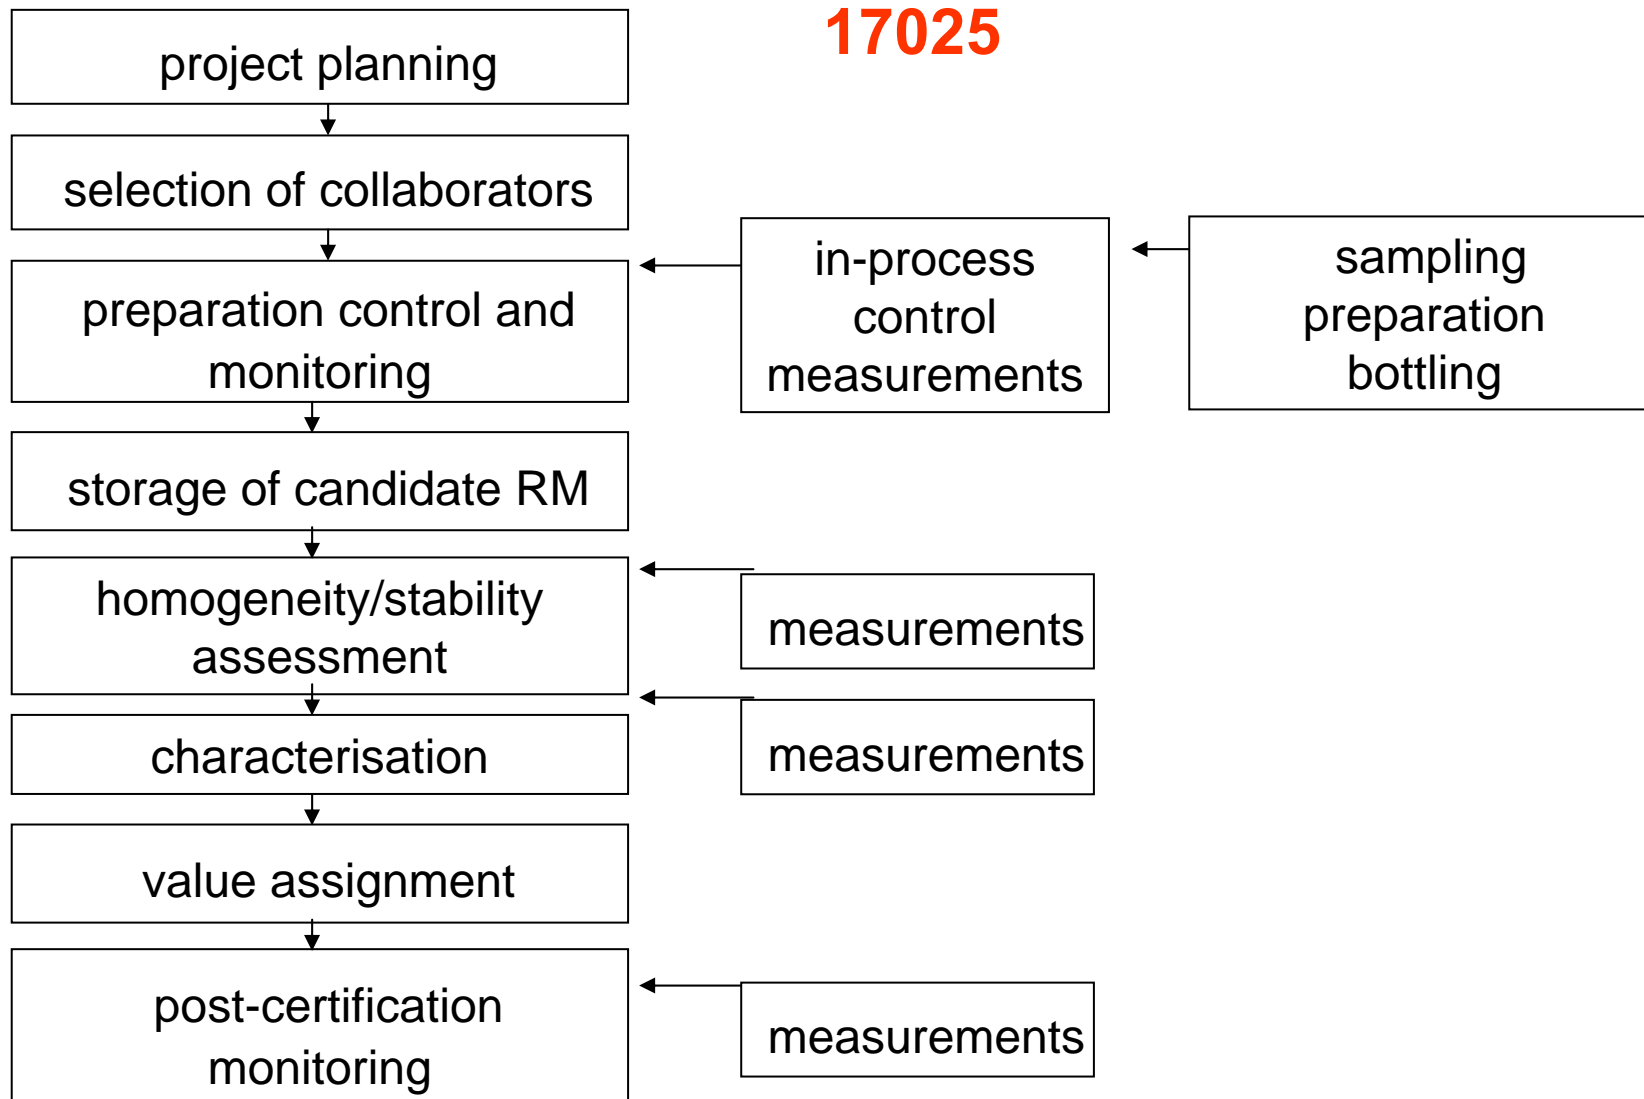 17025
project planning
selection of collaborators
preparation control and
monitoring
in-process
control
measurements
sampling
preparation
bottling
storage of candidate RM
homogeneity/stability
assessment
measurements
characterisation
measurements
value assignment
post-certification
monitoring
measurements